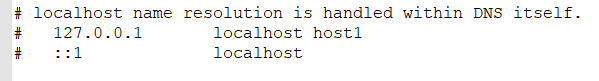 # localhost name resolution is handled within DNS itself.
#   127.0.0.1       localhost host1
#   ::1             localhost